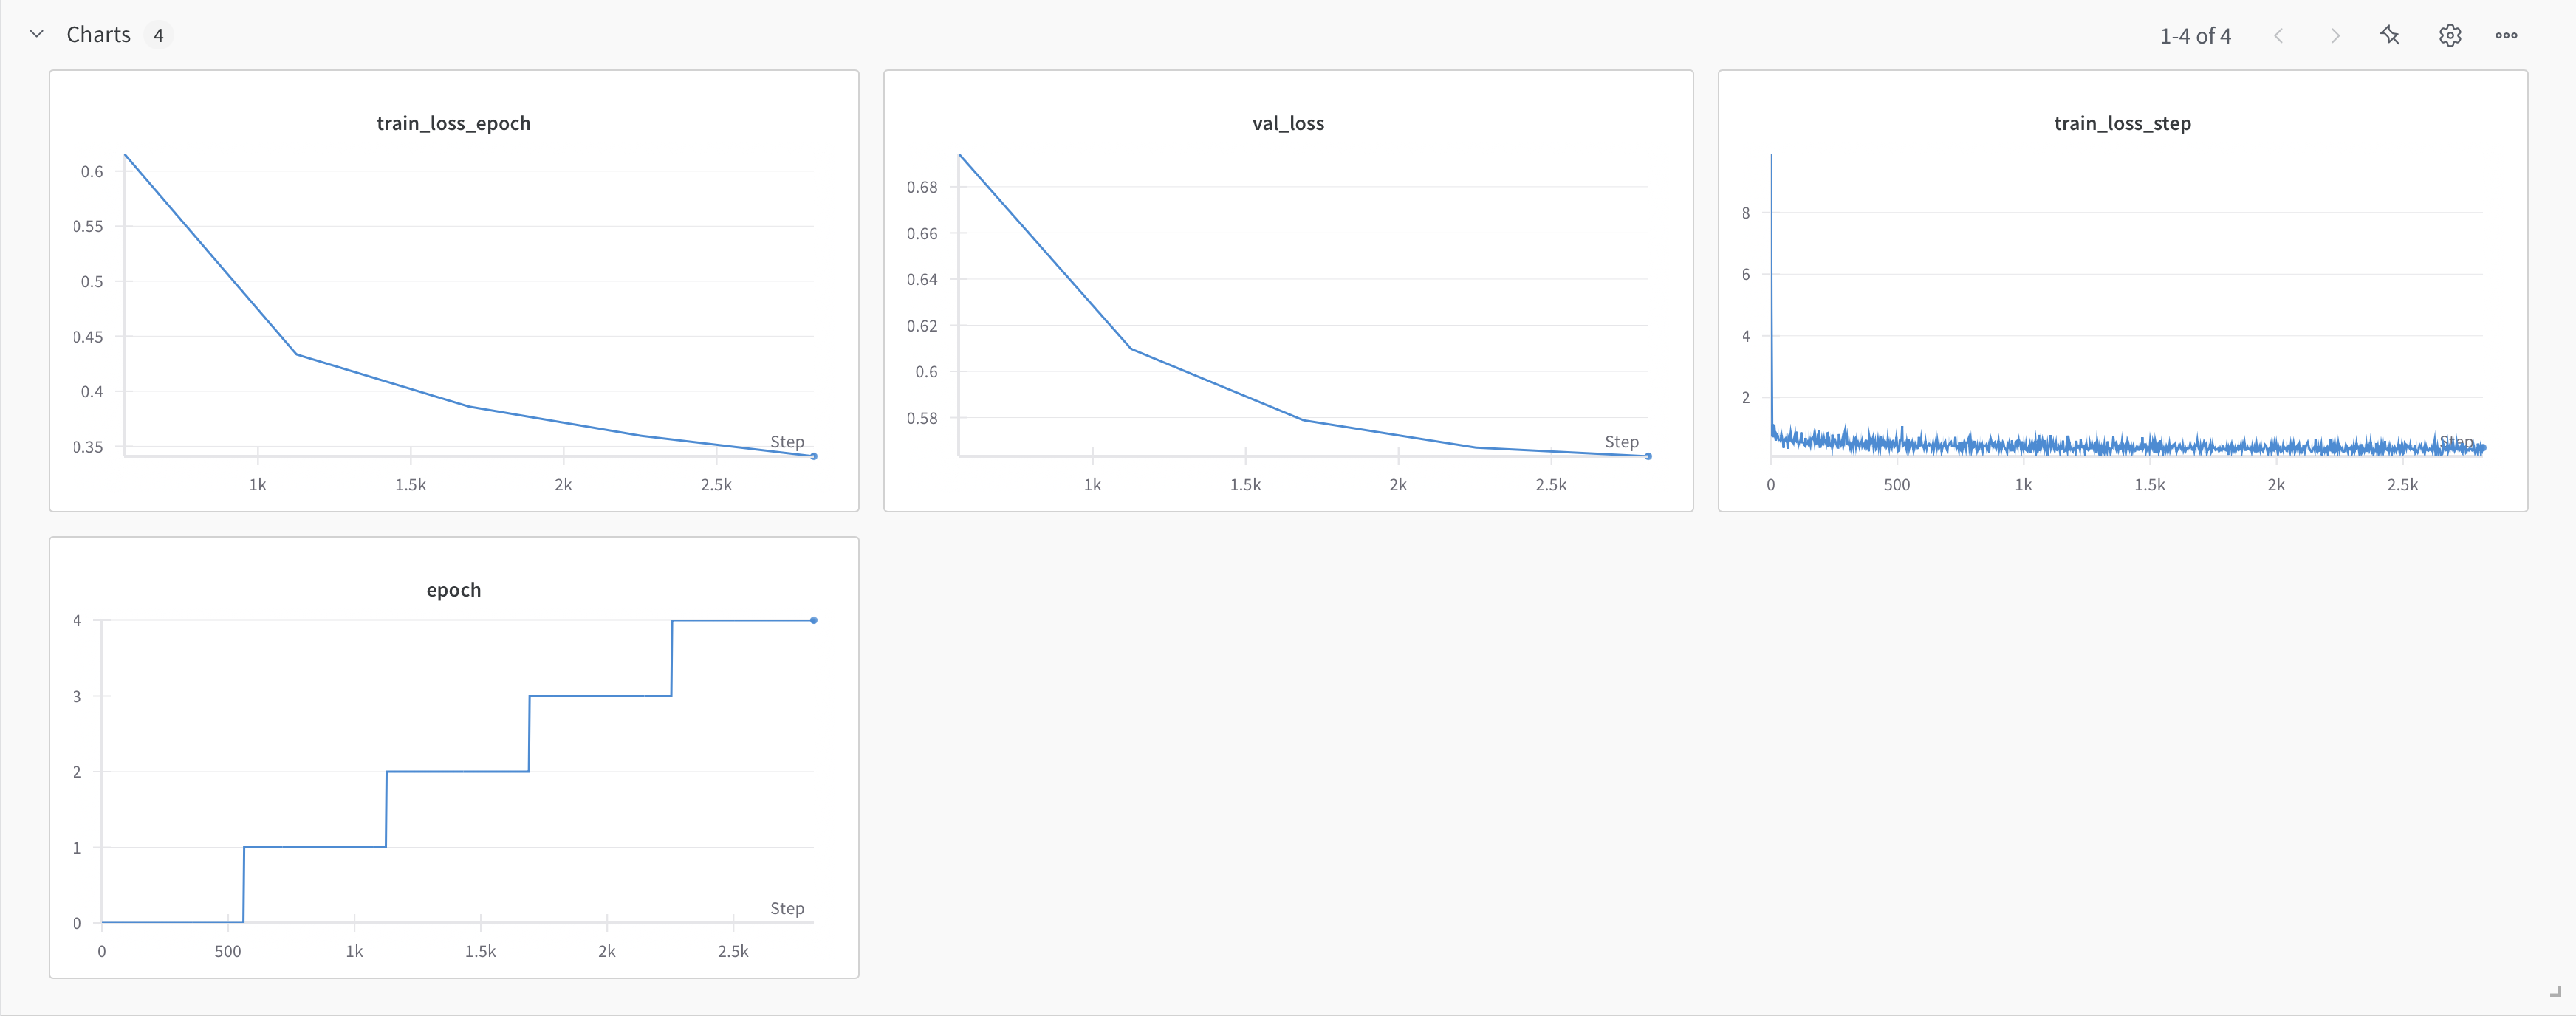 Charts 4
1-4 of 4
train_loss_epoch
0.6
0.55
0.5
0.45
0.4
0.35
Step
1k 1.5k 2k 2.5k
val_loss
0.68
0.66
0.64
0.62
0.6
0.58
Step
1k 1.5k 2k 2.5k
train_loss_step
8
6
4
2
Step
0 500 1k 1.5k 2k 2.5k
epoch
4
3
2
1
0
Step
0 500 1k 1.5k 2k 2.5k